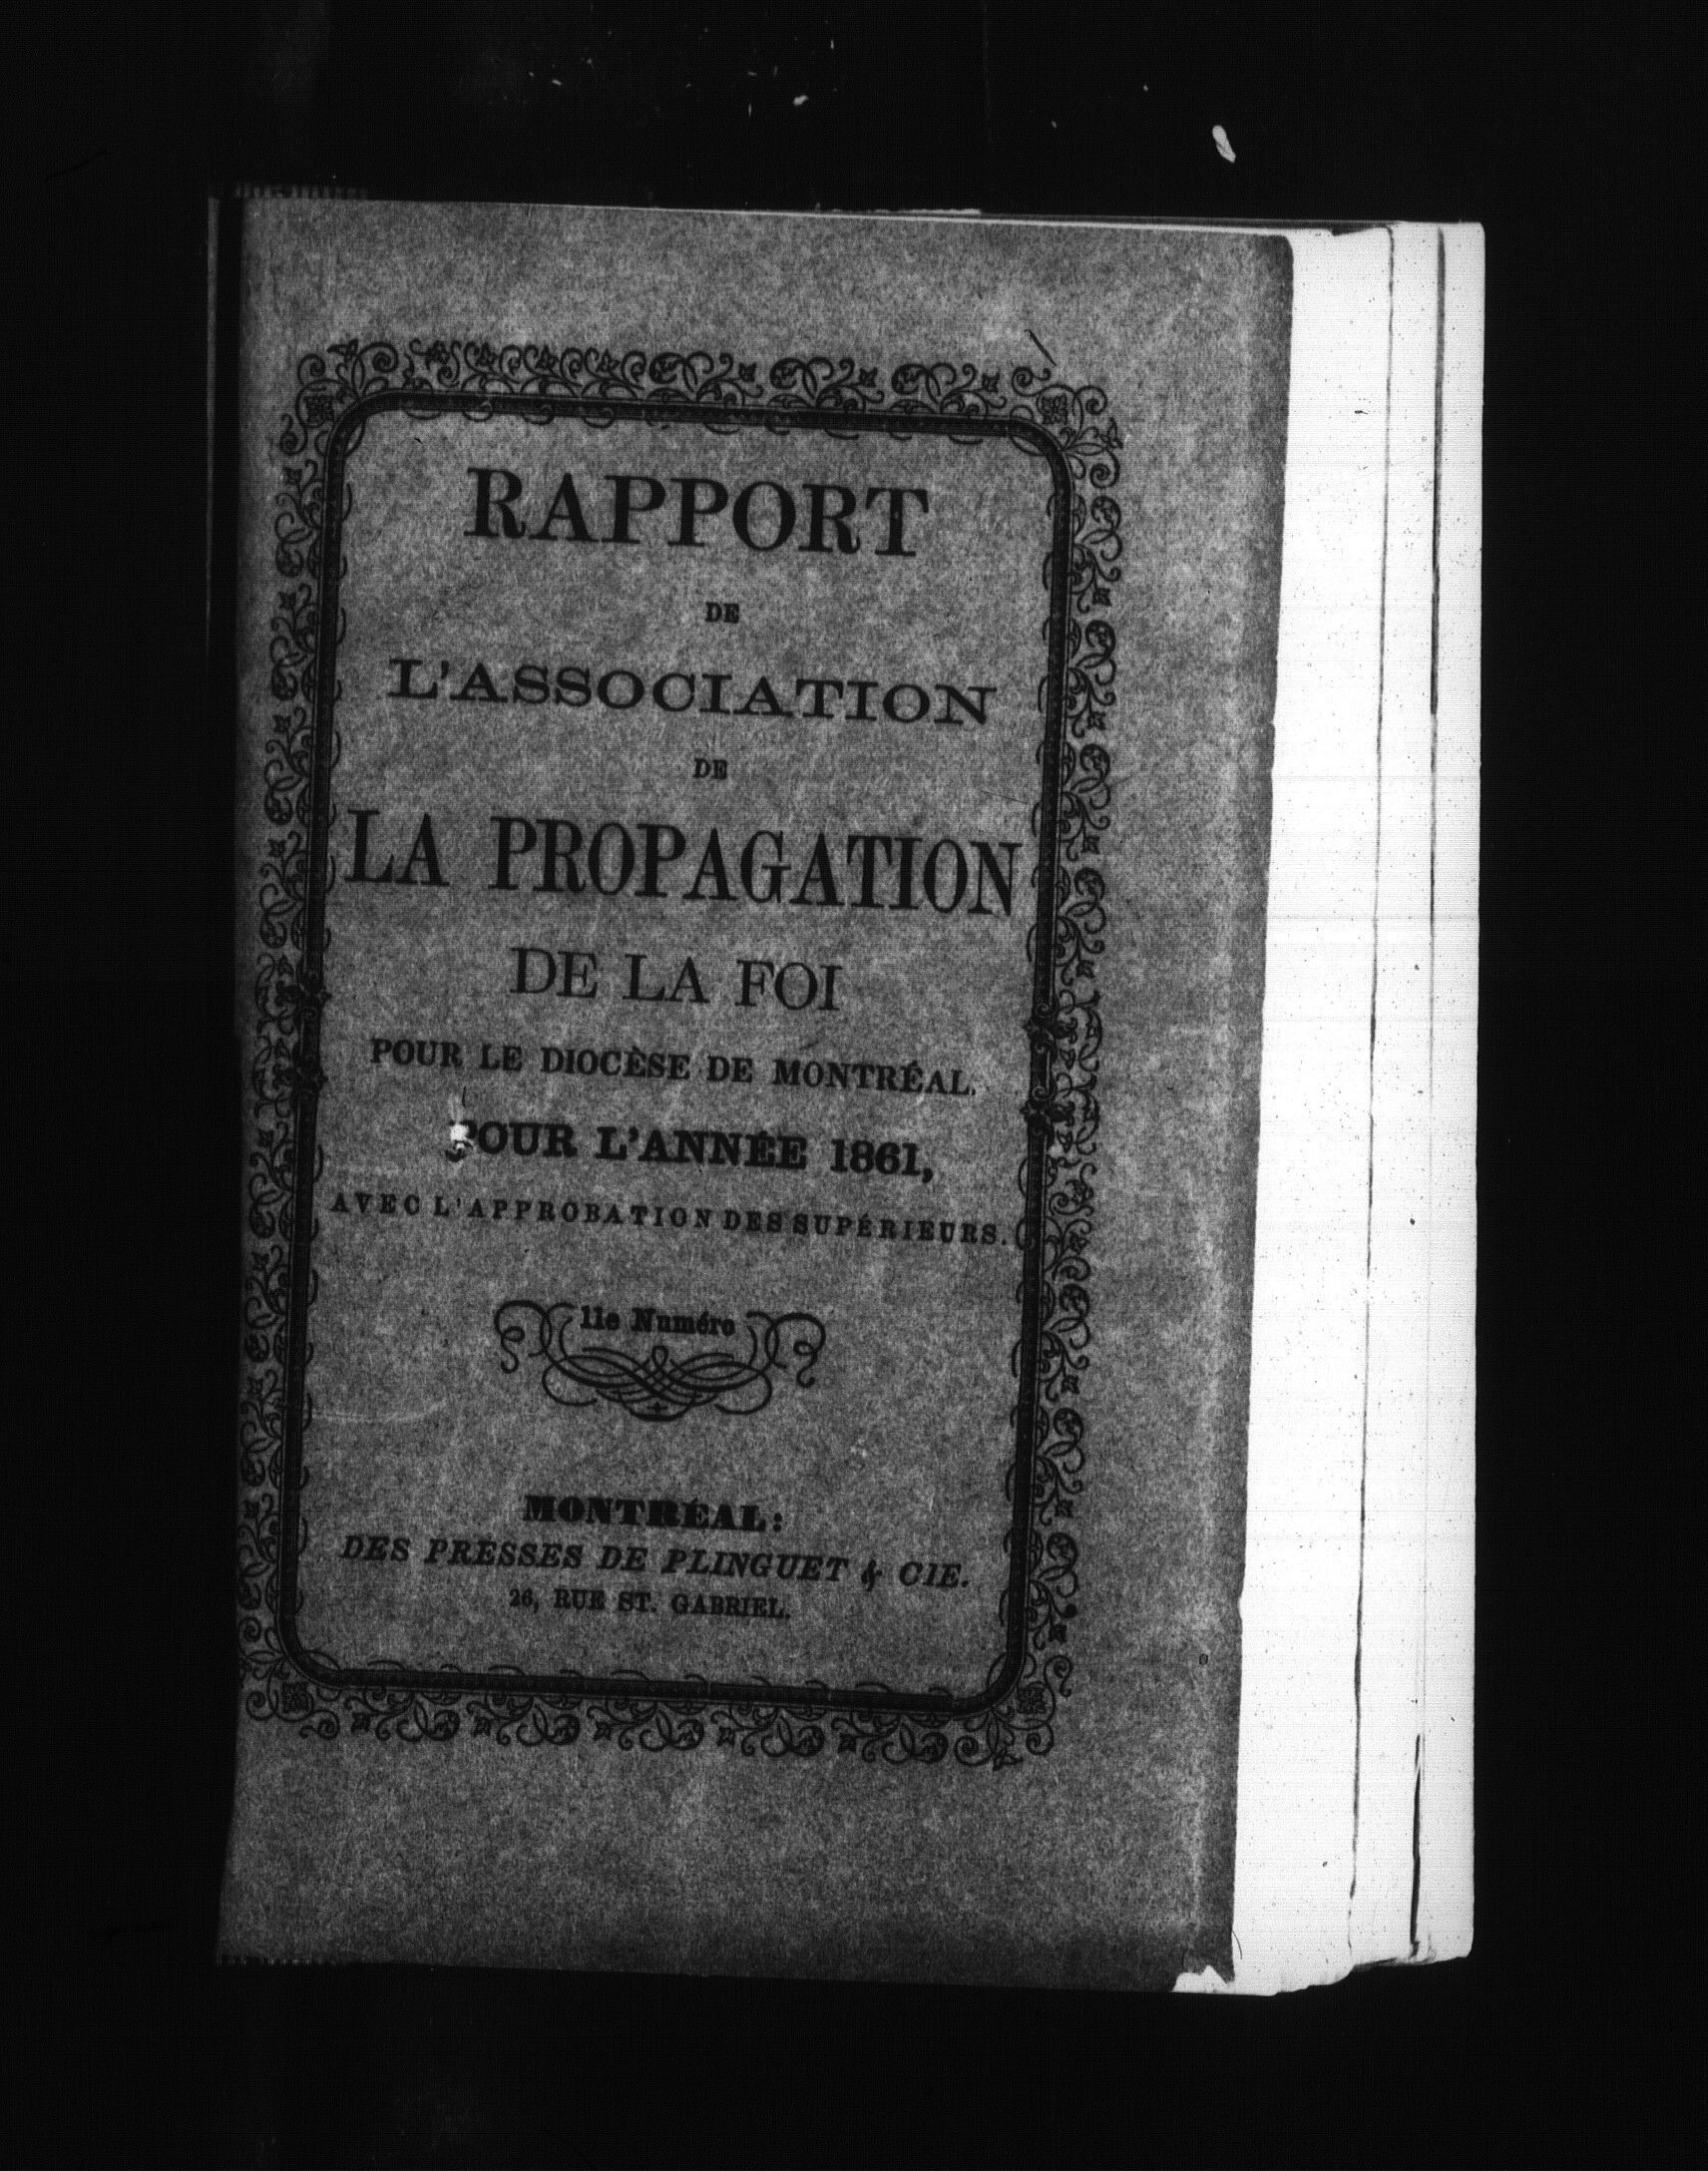 RAPPORT
DE
L'ASSOCIATION
DE
LA PROPAGATION
DE LA FOI
POUR LE DIOCÈSE DE MONTRÉAL.
POUR L'ANNÉE 1861,
AVEC L'APPROBATION DES SUPÉRIEURS.
11e Numéro
MONTRÉAL:
DES PRESSES DE PLINGUET & CIE.
26, RUE ST. GABRIEL.